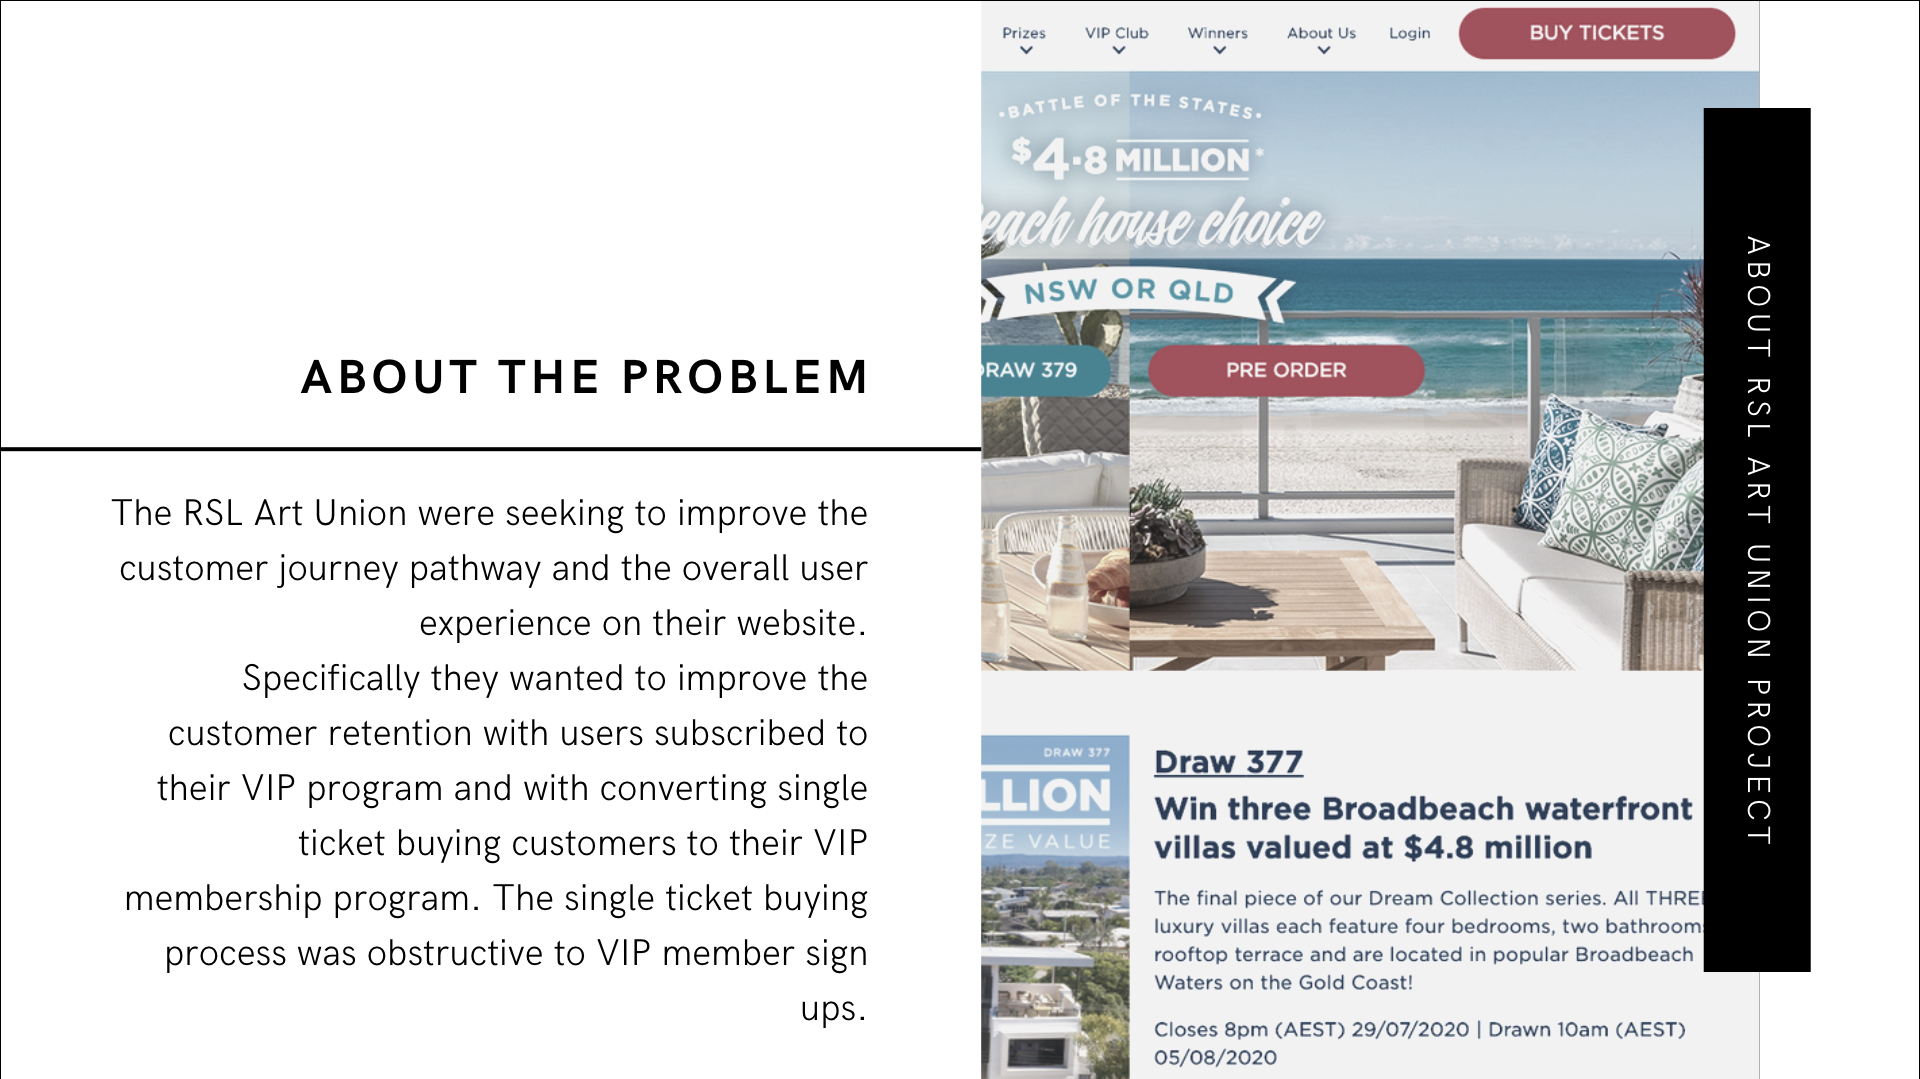 ABOUT THE PROBLEM
The RSL Art Union were seeking to improve the
customer journey pathway and the overall user
experience on their website.
Specifically they wanted to improve the
customer retention with users subscribed to
their VIP program and with converting single
ticket buying customers to their VIP
membership program. The single ticket buying
process was obstructive to VIP member sign
ups.
Prizes VIP Club Winners About Us Login BUY TICKETS
•BATTLE OF THE STATES•
$4.8 MILLION*
each house choice
NSW OR QLD
DRAW 379 PRE ORDER
DRAW 377
LLION
ZE VALUE
Draw 377
Win three Broadbeach waterfront
villas valued at $4.8 million
The final piece of our Dream Collection series. All THREE
luxury villas each feature four bedrooms, two bathrooms
rooftop terrace and are located in popular Broadbeach
Waters on the Gold Coast!
Closes 8pm (AEST) 29/07/2020 | Drawn 10am (AEST)
05/08/2020
ABOUT RSL ART UNION PROJECT